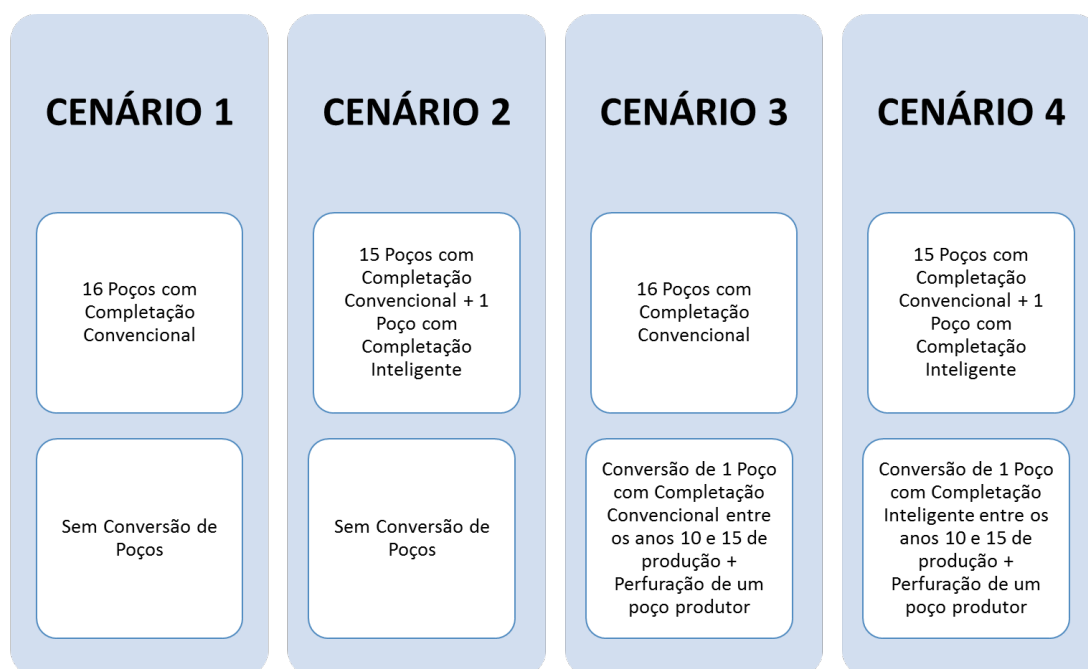 CENÁRIO 1
16 Poços com
Completação
Convencional
Sem Conversão de
Poços
CENÁRIO 2
15 Poços com
Completação
Convencional + 1
Poço com
Completação
Inteligente
Sem Conversão de
Poços
CENÁRIO 3
16 Poços com
Completação
Convencional
Conversão de 1 Poço
com Completação
Convencional entre
os anos 10 e 15 de
produção +
Perfuração de um
poço produtor
CENÁRIO 4
15 Poços com
Completação
Convencional + 1
Poço com
Completação
Inteligente
Conversão de 1 Poço
com Completação
Inteligente entre os
anos 10 e 15 de
produção +
Perfuração de um
poço produtor